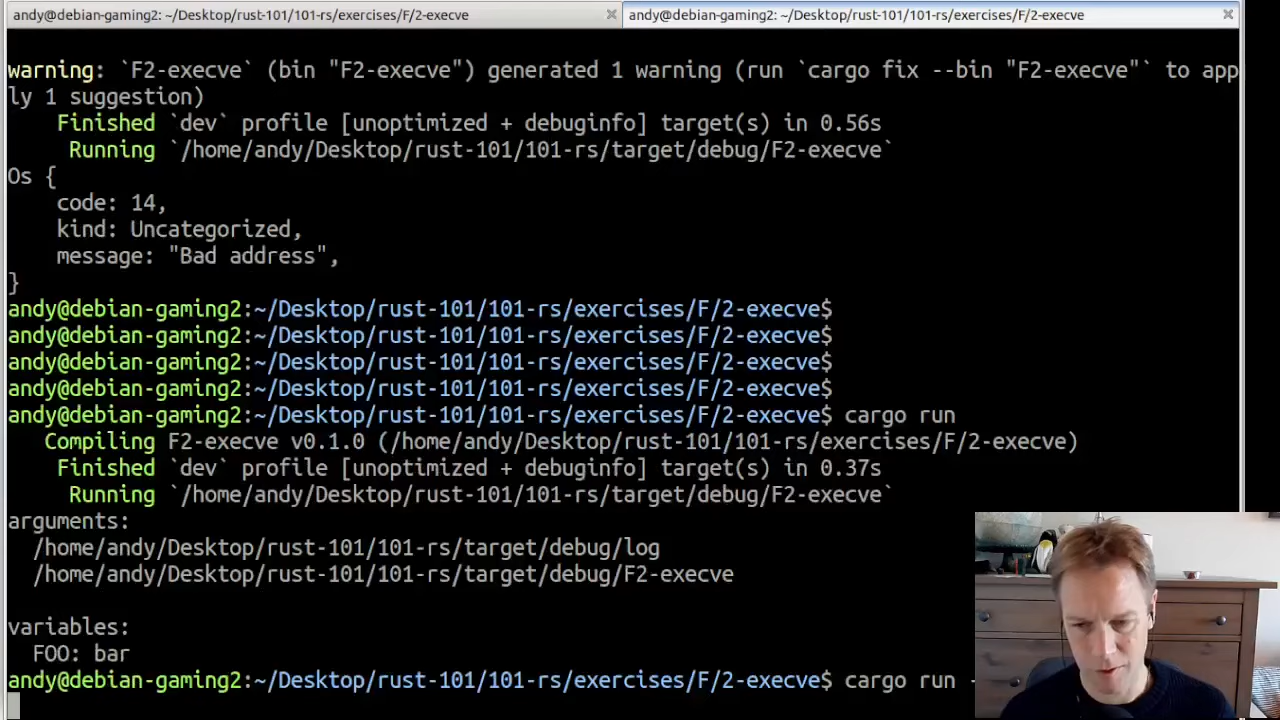 andy@debian-gaming2: ~/Desktop/rust-101/101-rs/exercises/F/2-execve
andy@debian-gaming2: ~/Desktop/rust-101/101-rs/exercises/F/2-execve
warning: `F2-execve` (bin "F2-execve") generated 1 warning (run `cargo fix --bin "F2-execve"` to app
ly 1 suggestion)
Finished `dev` profile [unoptimized + debuginfo] target(s) in 0.56s
Running `/home/andy/Desktop/rust-101/101-rs/target/debug/F2-execve`
Os {
code: 14,
kind: Uncategorized,
message: "Bad address",
}
andy@debian-gaming2:~/Desktop/rust-101/101-rs/exercises/F/2-execve$
andy@debian-gaming2:~/Desktop/rust-101/101-rs/exercises/F/2-execve$
andy@debian-gaming2:~/Desktop/rust-101/101-rs/exercises/F/2-execve$
andy@debian-gaming2:~/Desktop/rust-101/101-rs/exercises/F/2-execve$
andy@debian-gaming2:~/Desktop/rust-101/101-rs/exercises/F/2-execve$ cargo run
Compiling F2-execve v0.1.0 (/home/andy/Desktop/rust-101/101-rs/exercises/F/2-execve)
Finished `dev` profile [unoptimized + debuginfo] target(s) in 0.37s
Running `/home/andy/Desktop/rust-101/101-rs/target/debug/F2-execve`
arguments:
/home/andy/Desktop/rust-101/101-rs/target/debug/log
/home/andy/Desktop/rust-101/101-rs/target/debug/F2-execve
variables:
FOO: bar
andy@debian-gaming2:~/Desktop/rust-101/101-rs/exercises/F/2-execve$ cargo run -